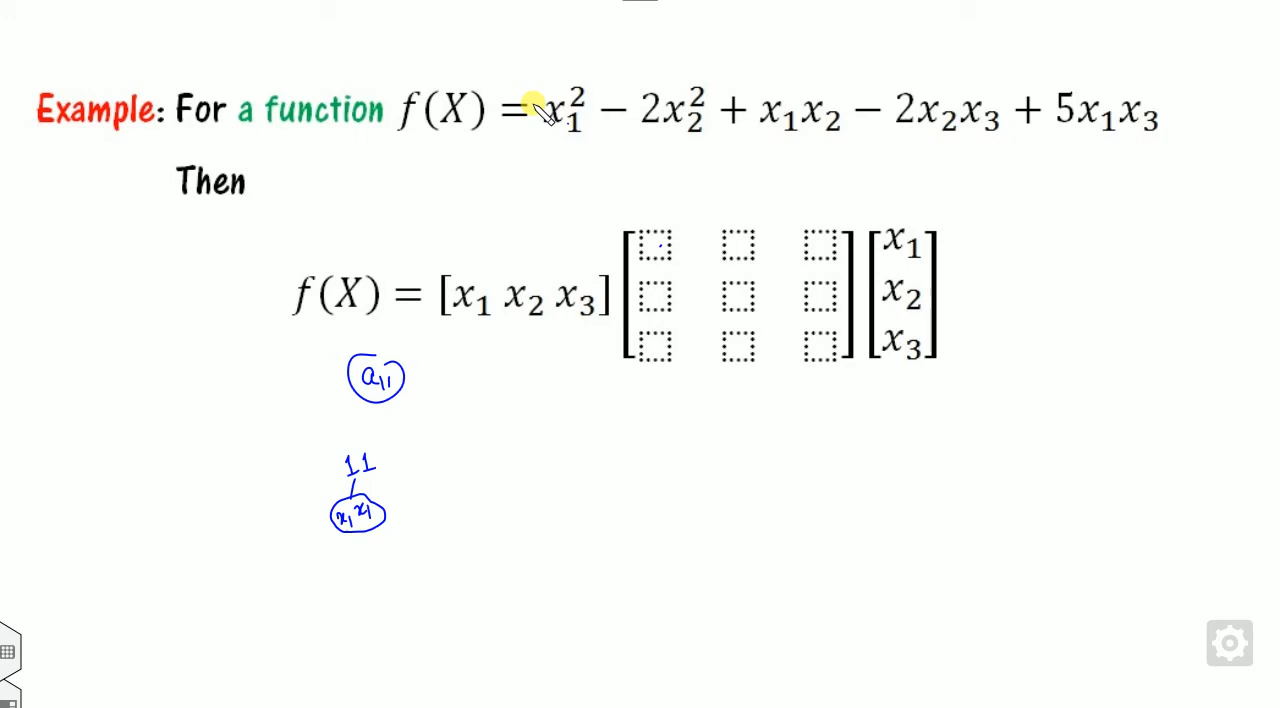 Example: For a function f(X) = x₁² − 2x₂² + x₁x₂ − 2x₂x₃ + 5x₁x₃
Then
f(X) = [x₁ x₂ x₃] [⬚ ⬚ ⬚; ⬚ ⬚ ⬚; ⬚ ⬚ ⬚] [x₁; x₂; x₃]
a₁₁
11
x₁x₁